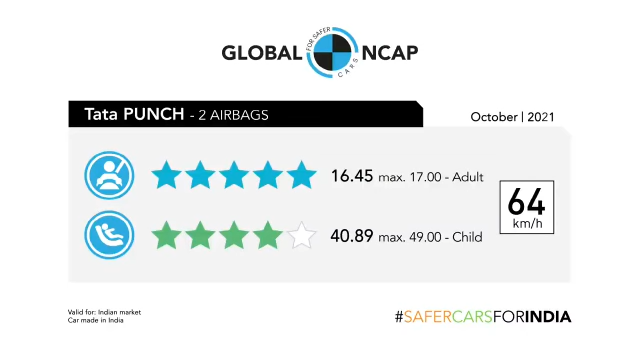 GLOBAL NCAP
FOR SAFER CARS
Tata PUNCH - 2 AIRBAGS
October | 2021
16.45 max. 17.00 - Adult
64
km/h
40.89 max. 49.00 - Child
Valid for: Indian market
Car made in India
#SAFERCARSFORINDIA